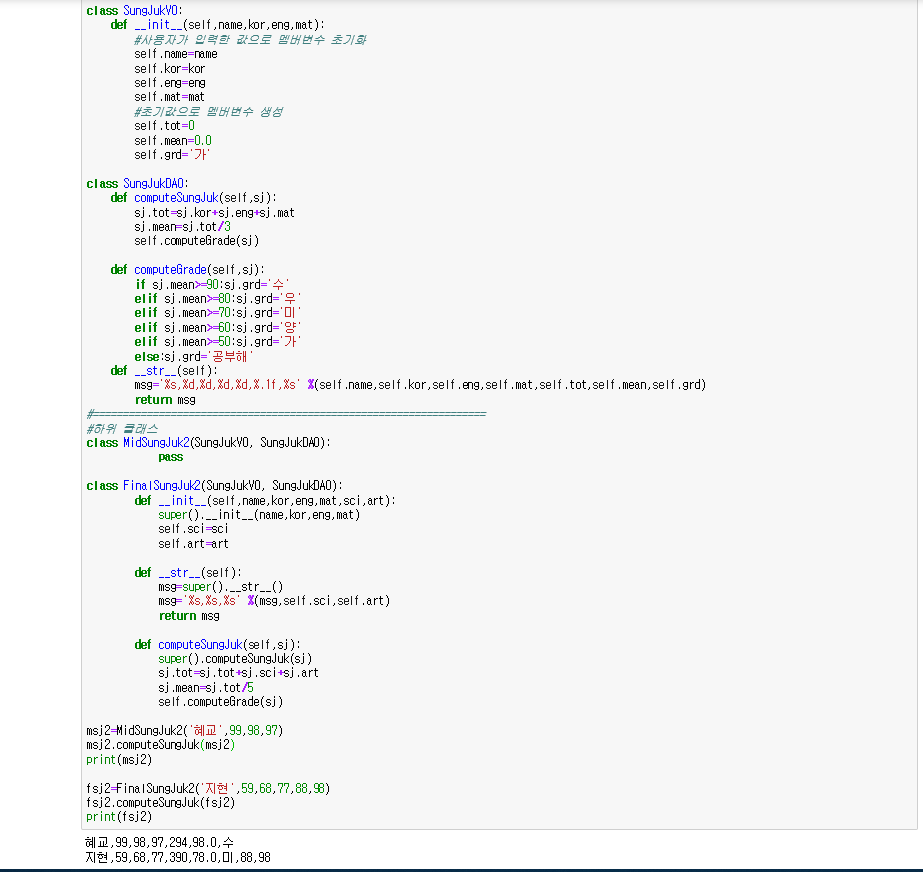 class SungJukVO:
    def __init__(self,name,kor,eng,mat):
        #사용자가 입력한 값으로 멤버변수 초기화
        self.name=name
        self.kor=kor
        self.eng=eng
        self.mat=mat
        #초기값으로 멤버변수 생성
        self.tot=0
        self.mean=0.0
        self.grd='가'

class SungJukDAO:
    def computeSungJuk(self,sj):
        sj.tot=sj.kor+sj.eng+sj.mat
        sj.mean=sj.tot/3
        self.computeGrade(sj)

    def computeGrade(self,sj):
        if sj.mean>=90:sj.grd='수'
        elif sj.mean>=80:sj.grd='우'
        elif sj.mean>=70:sj.grd='미'
        elif sj.mean>=60:sj.grd='양'
        elif sj.mean>=50:sj.grd='가'
        else:sj.grd='공부해'
    def __str__(self):
        msg='%s,%d,%d,%d,%d,%.1f,%s' %(self.name,self.kor,self.eng,self.mat,self.tot,self.mean,self.grd)
        return msg
#==================================================================
#하위 클래스
class MidSungJuk2(SungJukVO, SungJukDAO):
            pass

class FinalSungJuk2(SungJukVO, SungJukDAO):
        def __init__(self,name,kor,eng,mat,sci,art):
            super().__init__(name,kor,eng,mat)
            self.sci=sci
            self.art=art

        def __str__(self):
            msg=super().__str__()
            msg='%s,%s,%s' %(msg,self.sci,self.art)
            return msg

        def computeSungJuk(self,sj):
            super().computeSungJuk(sj)
            sj.tot=sj.tot+sj.sci+sj.art
            sj.mean=sj.tot/5
            self.computeGrade(sj)

msj2=MidSungJuk2('혜교',99,98,97)
msj2.computeSungJuk(msj2)
print(msj2)

fsj2=FinalSungJuk2('지현',59,68,77,88,98)
fsj2.computeSungJuk(fsj2)
print(fsj2)

혜교,99,98,97,294,98.0,수
지현,59,68,77,390,78.0,미,88,98